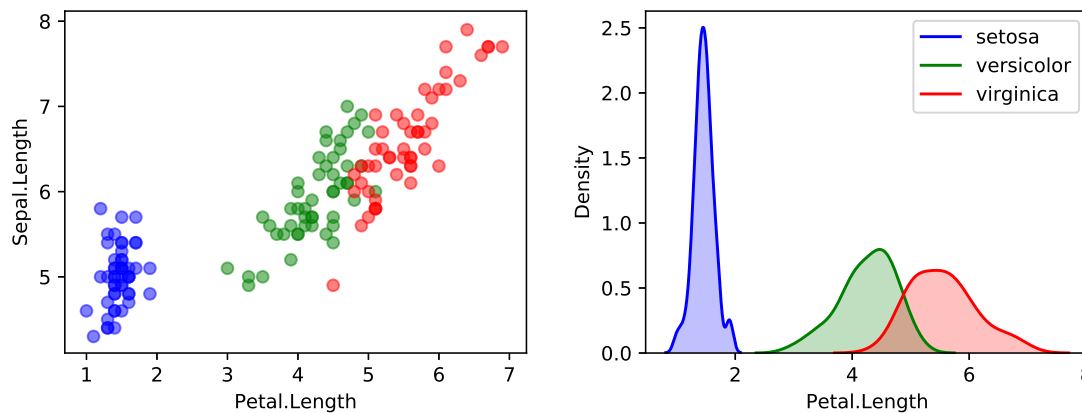 8
7
6
5
Sepal.Length
1 2 3 4 5 6 7
Petal.Length
2.5
2.0
1.5
1.0
0.5
0.0
Density
setosa
versicolor
virginica
2 4 6 8
Petal.Length